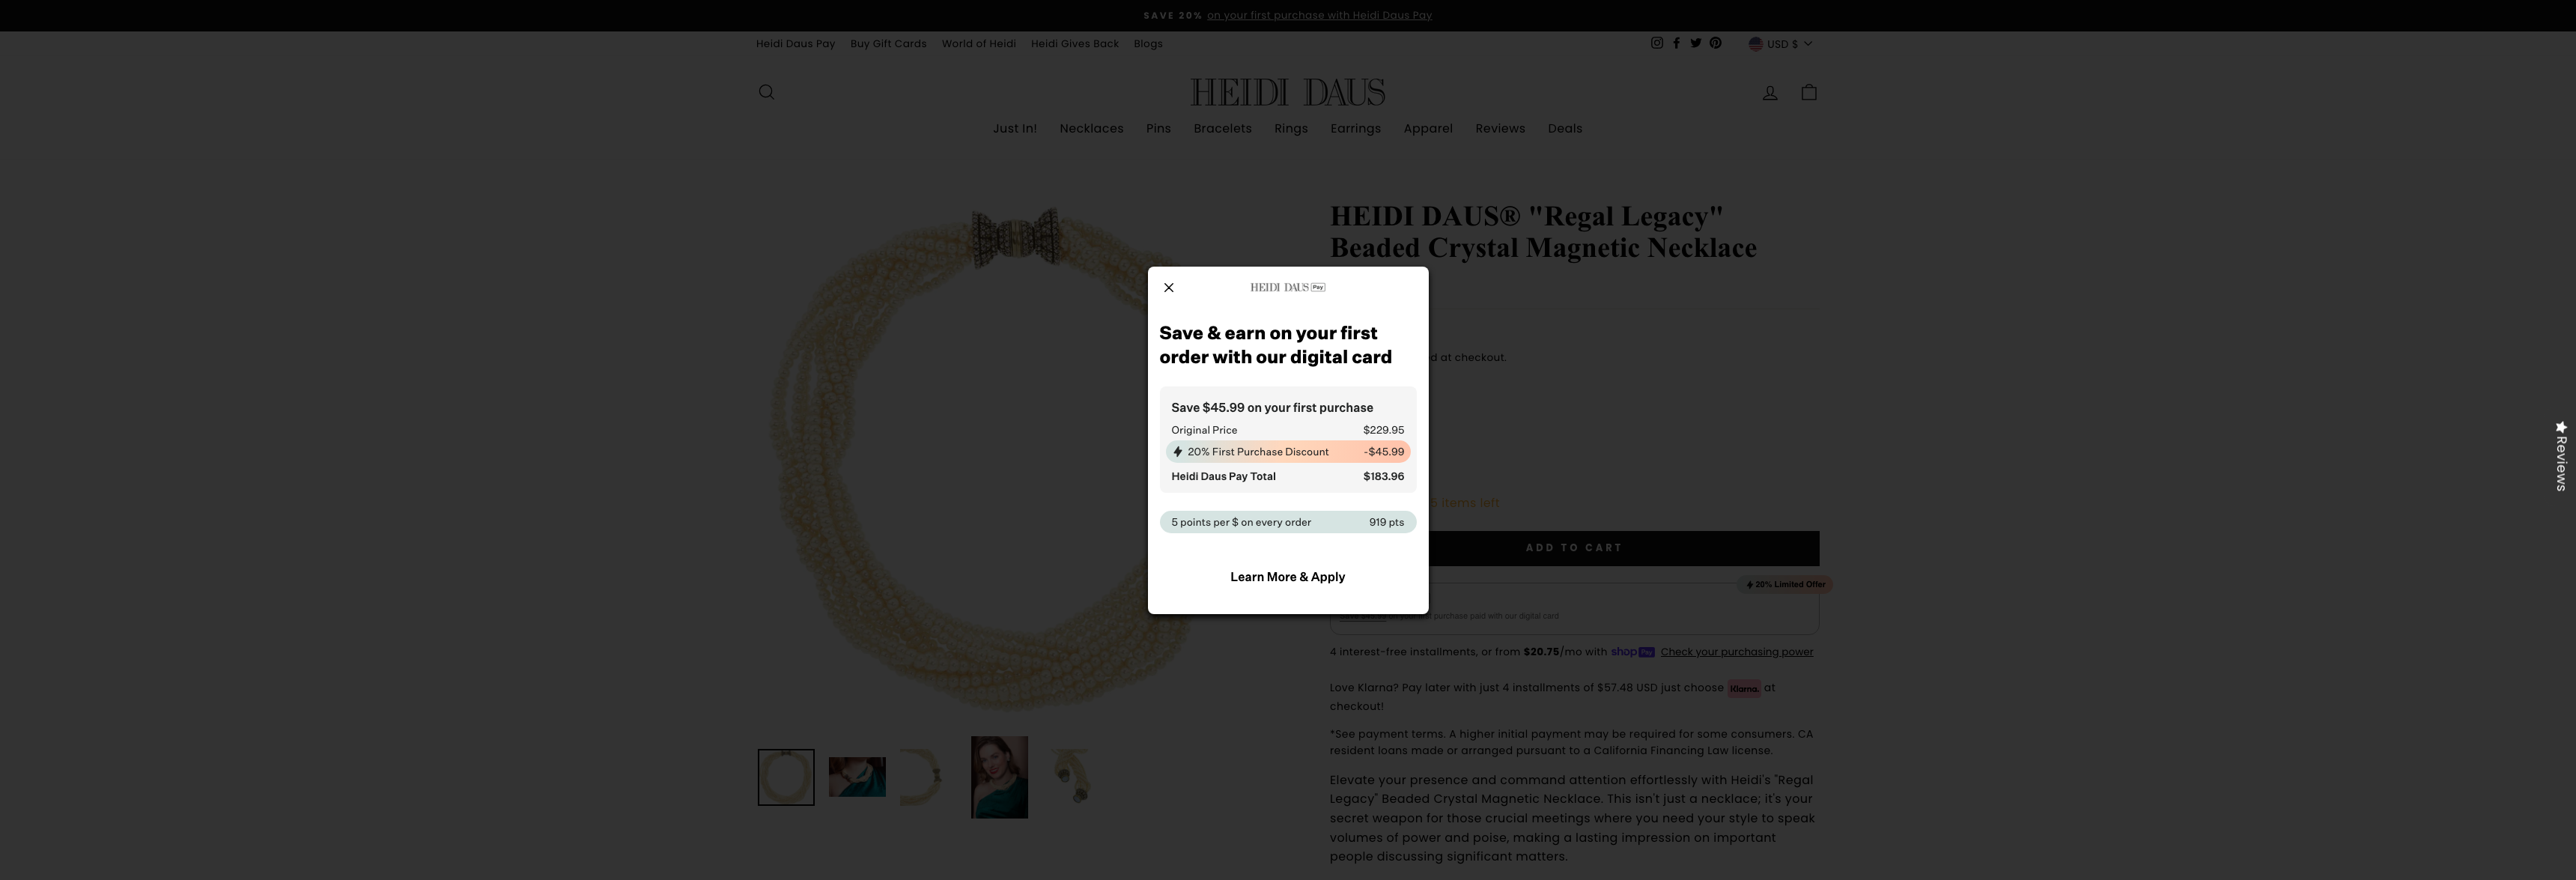 SAVE 20% on your first purchase with Heidi Daus Pay
Heidi Daus Pay Buy Gift Cards World of Heidi Heidi Gives Back Blogs
USD $
HEIDI DAUS
Just In! Necklaces Pins Bracelets Rings Earrings Apparel Reviews Deals
HEIDI DAUS® "Regal Legacy"
Beaded Crystal Magnetic Necklace
HEIDI DAUS Pay
Save & earn on your first
order with our digital card
Save $45.99 on your first purchase
Original Price $229.95
20% First Purchase Discount -$45.99
Heidi Daus Pay Total $183.96
5 points per $ on every order 919 pts
Learn More & Apply
at checkout.
items left
ADD TO CART
20% Limited Offer
purchase paid with our digital card
4 interest-free installments, or from $20.75/mo with shop Pay Check your purchasing power
Love Klarna? Pay later with just 4 installments of $57.48 USD just choose Klarna. at
checkout!
*See payment terms. A higher initial payment may be required for some consumers. CA
resident loans made or arranged pursuant to a California Financing Law license.
Elevate your presence and command attention effortlessly with Heidi's "Regal
Legacy" Beaded Crystal Magnetic Necklace. This isn't just a necklace; it's your
secret weapon for those crucial meetings where you need your style to speak
volumes of power and poise, making a lasting impression on important
people discussing significant matters.
Reviews